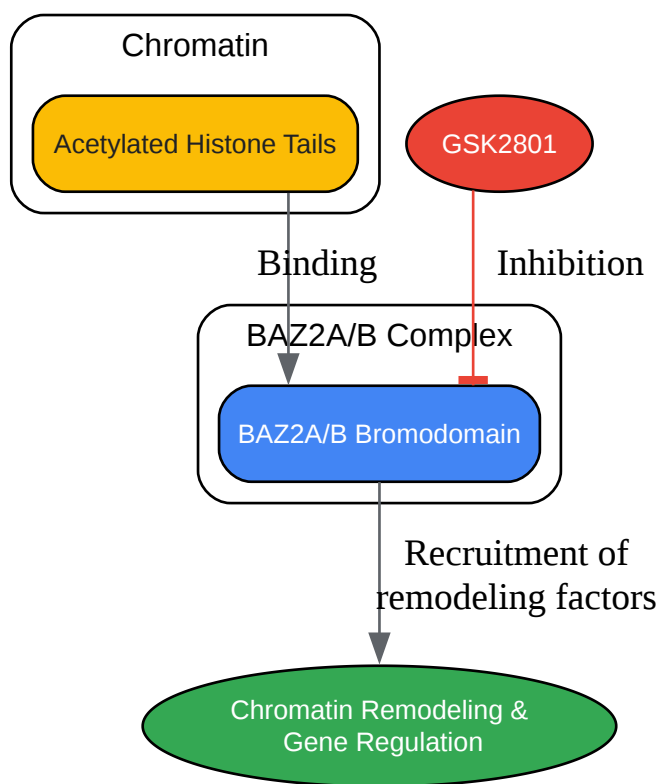 Chromatin
Acetylated Histone Tails
GSK2801
Binding
Inhibition
BAZ2A/B Complex
BAZ2A/B Bromodomain
Recruitment of
remodeling factors
Chromatin Remodeling &
Gene Regulation